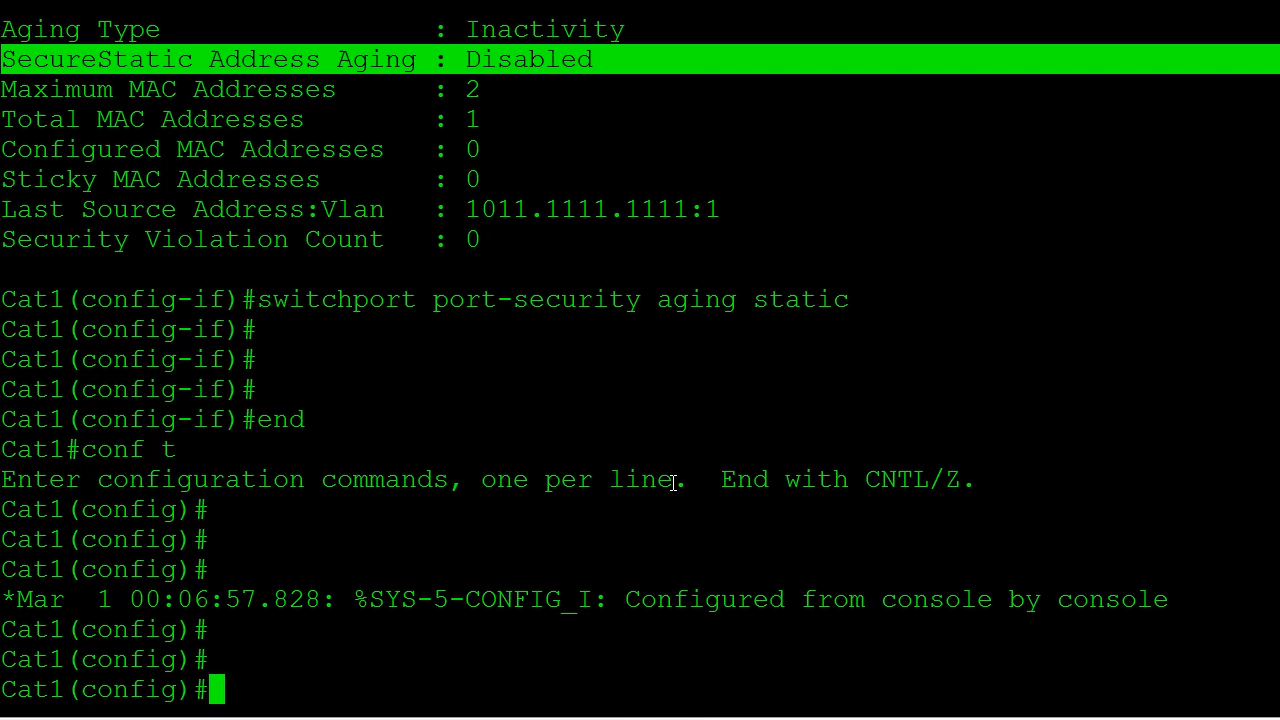 Aging Type                 : Inactivity
SecureStatic Address Aging : Disabled
Maximum MAC Addresses      : 2
Total MAC Addresses        : 1
Configured MAC Addresses   : 0
Sticky MAC Addresses       : 0
Last Source Address:Vlan   : 1011.1111.1111:1
Security Violation Count   : 0
Cat1(config-if)#switchport port-security aging static
Cat1(config-if)#
Cat1(config-if)#
Cat1(config-if)#
Cat1(config-if)#end
Cat1#conf t
Enter configuration commands, one per line.  End with CNTL/Z.
Cat1(config)#
Cat1(config)#
Cat1(config)#
*Mar  1 00:06:57.828: %SYS-5-CONFIG_I: Configured from console by console
Cat1(config)#
Cat1(config)#
Cat1(config)#